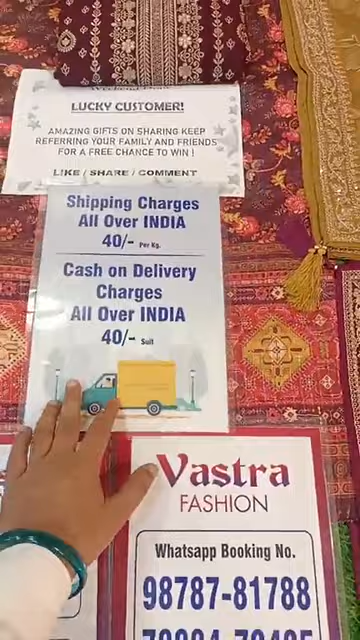 LUCKY CUSTOMER!
AMAZING GIFTS ON SHARING KEEP
REFERRING YOUR FAMILY AND FRIENDS
FOR A FREE CHANCE TO WIN !
LIKE / SHARE / COMMENT
Shipping Charges
All Over INDIA
40/- Per Kg.
Cash on Delivery
Charges
All Over INDIA
40/- Suit
Vastra
FASHION
Whatsapp Booking No.
98787-81788